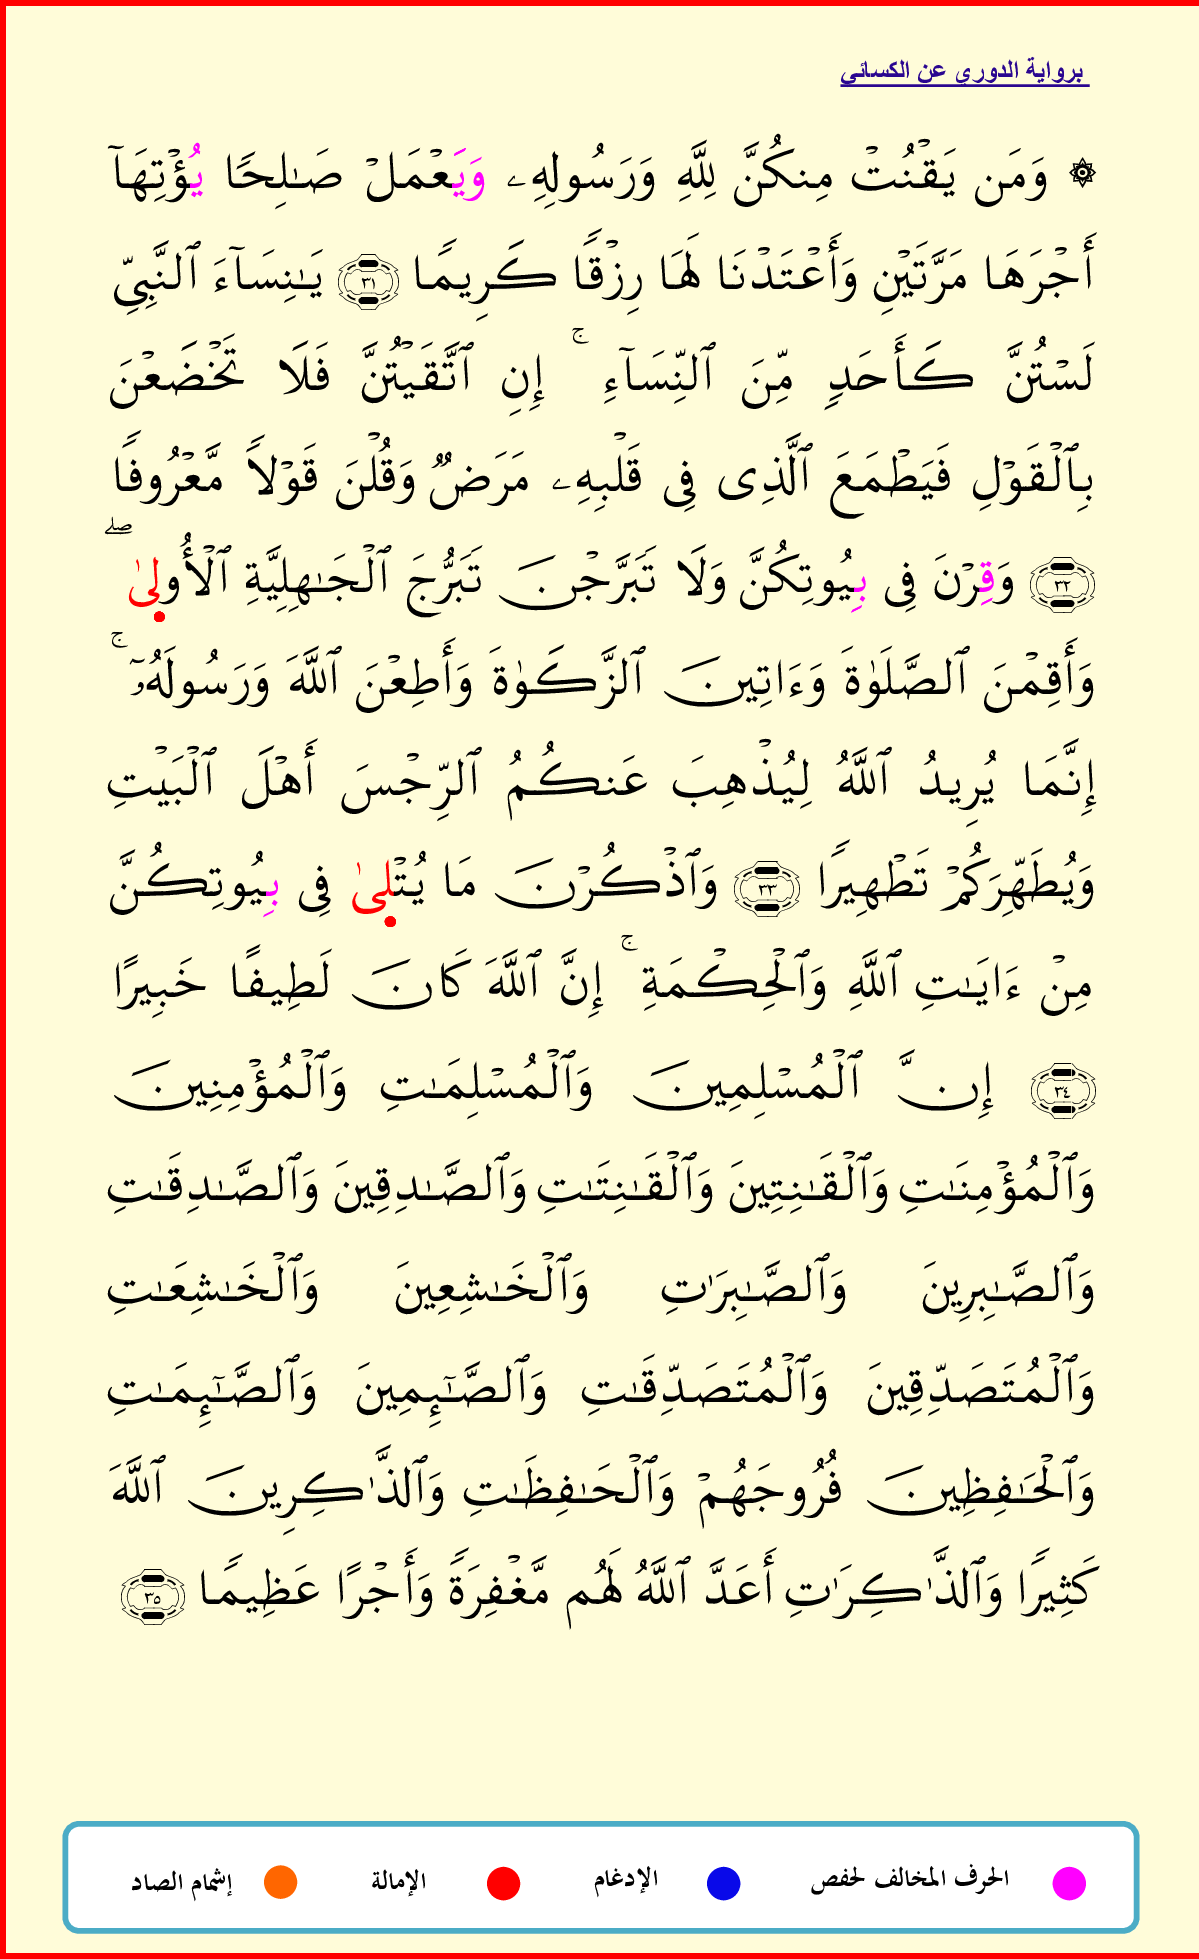 برواية الدوري عن الكسائي
۞ وَمَن يَقْنُتْ مِنكُنَّ لِلَّهِ وَرَسُولِهِۦ وَيَعْمَلْ صَـٰلِحًا يُؤْتِهَآ
أَجْرَهَا مَرَّتَيْنِ وَأَعْتَدْنَا لَهَا رِزْقًا كَرِيمًا ٣١ يَـٰنِسَآءَ ٱلنَّبِيِّ
لَسْتُنَّ كَأَحَدٍ مِّنَ ٱلنِّسَآءِ ۚ إِنِ ٱتَّقَيْتُنَّ فَلَا تَخْضَعْنَ
بِٱلْقَوْلِ فَيَطْمَعَ ٱلَّذِى فِى قَلْبِهِۦ مَرَضٌ وَقُلْنَ قَوْلًا مَّعْرُوفًا
٣٢ وَقِرْنَ فِى بِيُوتِكُنَّ وَلَا تَبَرَّجْنَ تَبَرُّجَ ٱلْجَـٰهِلِيَّةِ ٱلْأُولِىٰ ۖ
وَأَقِمْنَ ٱلصَّلَوٰةَ وَءَاتِينَ ٱلزَّكَوٰةَ وَأَطِعْنَ ٱللَّهَ وَرَسُولَهُۥٓ ۚ
إِنَّمَا يُرِيدُ ٱللَّهُ لِيُذْهِبَ عَنكُمُ ٱلرِّجْسَ أَهْلَ ٱلْبَيْتِ
وَيُطَهِّرَكُمْ تَطْهِيرًا ٣٣ وَٱذْكُرْنَ مَا يُتْلِىٰ فِى بِيُوتِكُنَّ
مِنْ ءَايَـٰتِ ٱللَّهِ وَٱلْحِكْمَةِ ۚ إِنَّ ٱللَّهَ كَانَ لَطِيفًا خَبِيرًا
٣٤ إِنَّ ٱلْمُسْلِمِينَ وَٱلْمُسْلِمَـٰتِ وَٱلْمُؤْمِنِينَ
وَٱلْمُؤْمِنَـٰتِ وَٱلْقَـٰنِتِينَ وَٱلْقَـٰنِتَـٰتِ وَٱلصَّـٰدِقِينَ وَٱلصَّـٰدِقَـٰتِ
وَٱلصَّـٰبِرِينَ وَٱلصَّـٰبِرَٰتِ وَٱلْخَـٰشِعِينَ وَٱلْخَـٰشِعَـٰتِ
وَٱلْمُتَصَدِّقِينَ وَٱلْمُتَصَدِّقَـٰتِ وَٱلصَّـٰٓئِمِينَ وَٱلصَّـٰٓئِمَـٰتِ
وَٱلْحَـٰفِظِينَ فُرُوجَهُمْ وَٱلْحَـٰفِظَـٰتِ وَٱلذَّٰكِرِينَ ٱللَّهَ
كَثِيرًا وَٱلذَّٰكِرَٰتِ أَعَدَّ ٱللَّهُ لَهُم مَّغْفِرَةً وَأَجْرًا عَظِيمًا ٣٥
الحرف المخالف لحفص الإدغام الإمالة إشمام الصاد